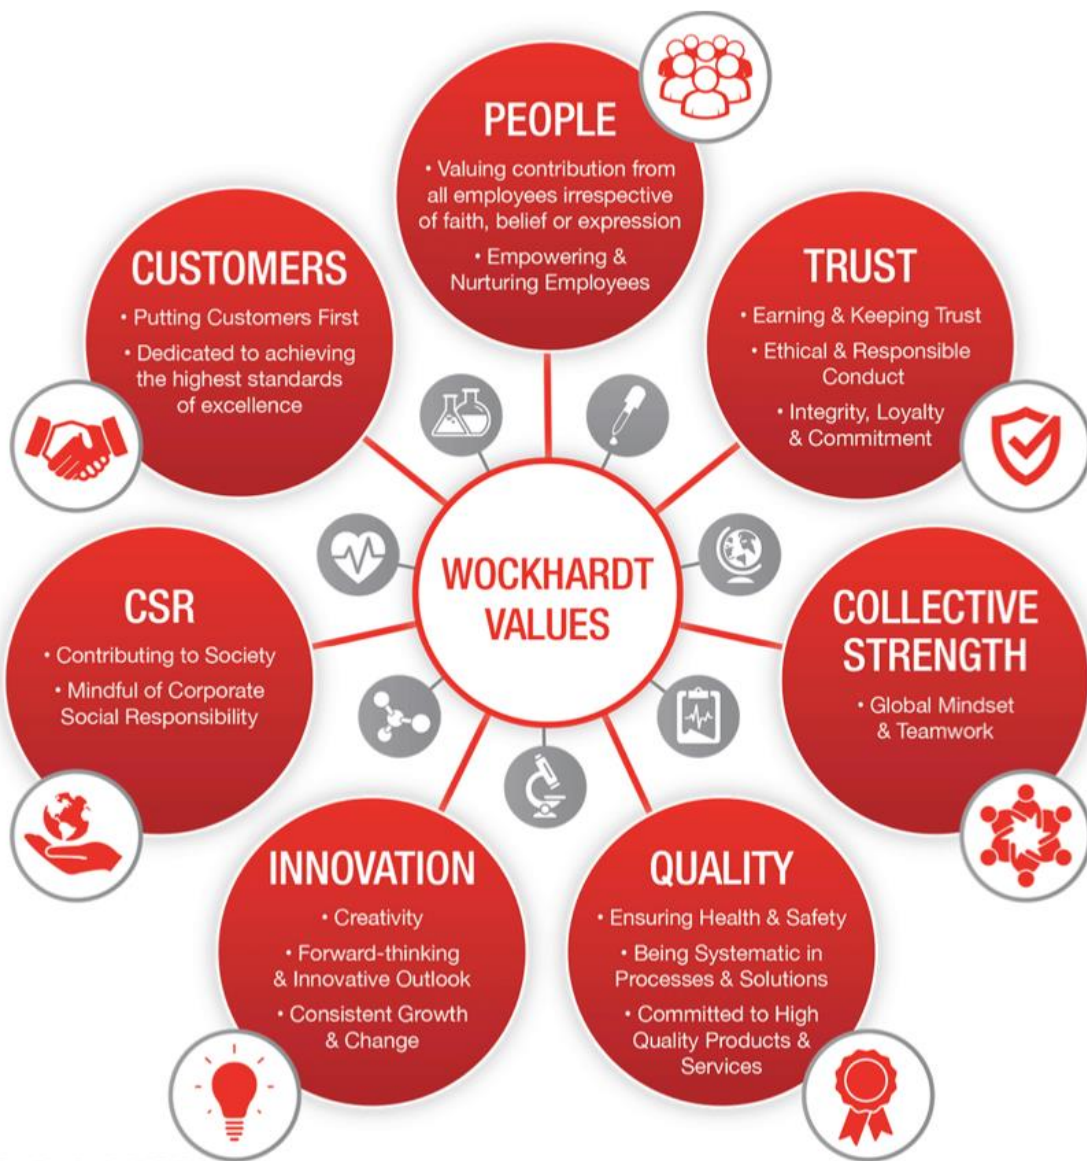 PEOPLE
• Valuing contribution from
all employees irrespective
of faith, belief or expression
• Empowering &
Nurturing Employees
TRUST
• Earning & Keeping Trust
• Ethical & Responsible
Conduct
• Integrity, Loyalty
& Commitment
COLLECTIVE
STRENGTH
• Global Mindset
& Teamwork
QUALITY
• Ensuring Health & Safety
• Being Systematic in
Processes & Solutions
• Committed to High
Quality Products &
Services
INNOVATION
• Creativity
• Forward-thinking
& Innovative Outlook
• Consistent Growth
& Change
CSR
• Contributing to Society
• Mindful of Corporate
Social Responsibility
CUSTOMERS
• Putting Customers First
• Dedicated to achieving
the highest standards
of excellence
WOCKHARDT
VALUES